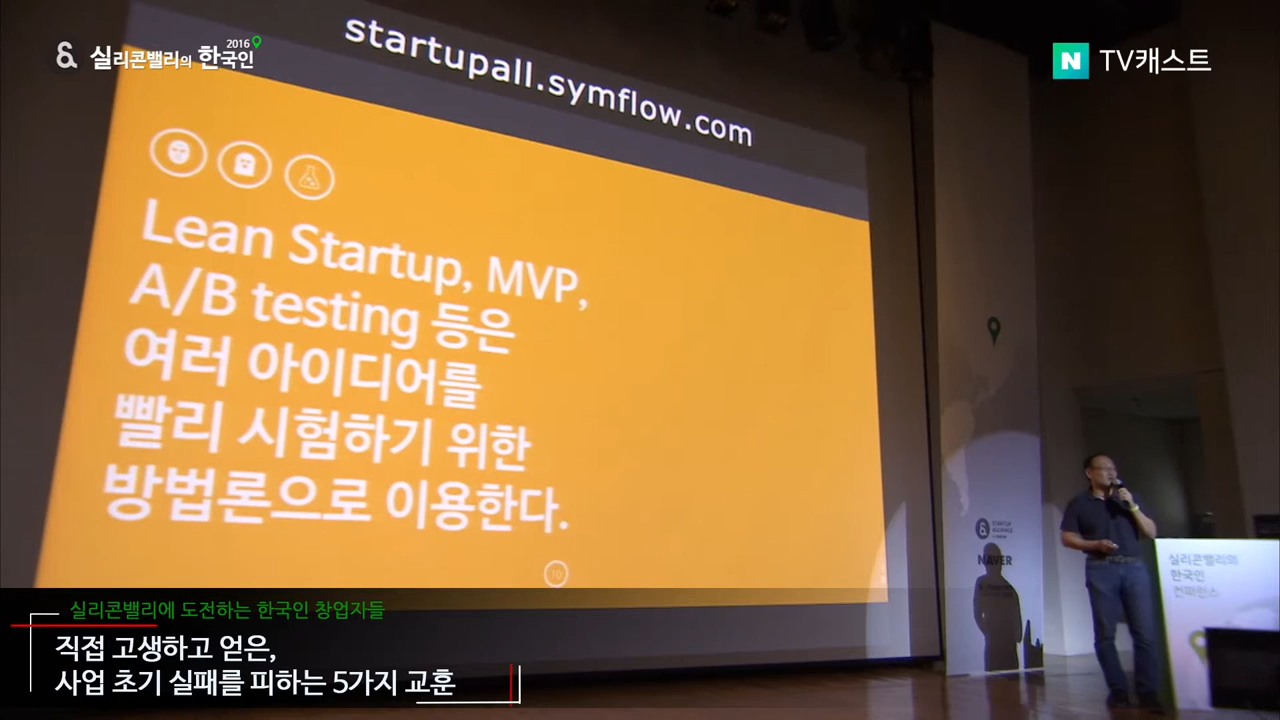 2016
실리콘밸리의 한국인
N TV캐스트
startupall.symflow.com
Lean Startup, MVP,
A/B testing 등은
여러 아이디어를
빨리 시험하기 위한
방법론으로 이용한다.
10
STARTUP
ALLIANCE
NAVER
실리콘밸리의
한국인
컨퍼런스
실리콘밸리에 도전하는 한국인 창업자들
직접 고생하고 얻은,
사업 초기 실패를 피하는 5가지 교훈